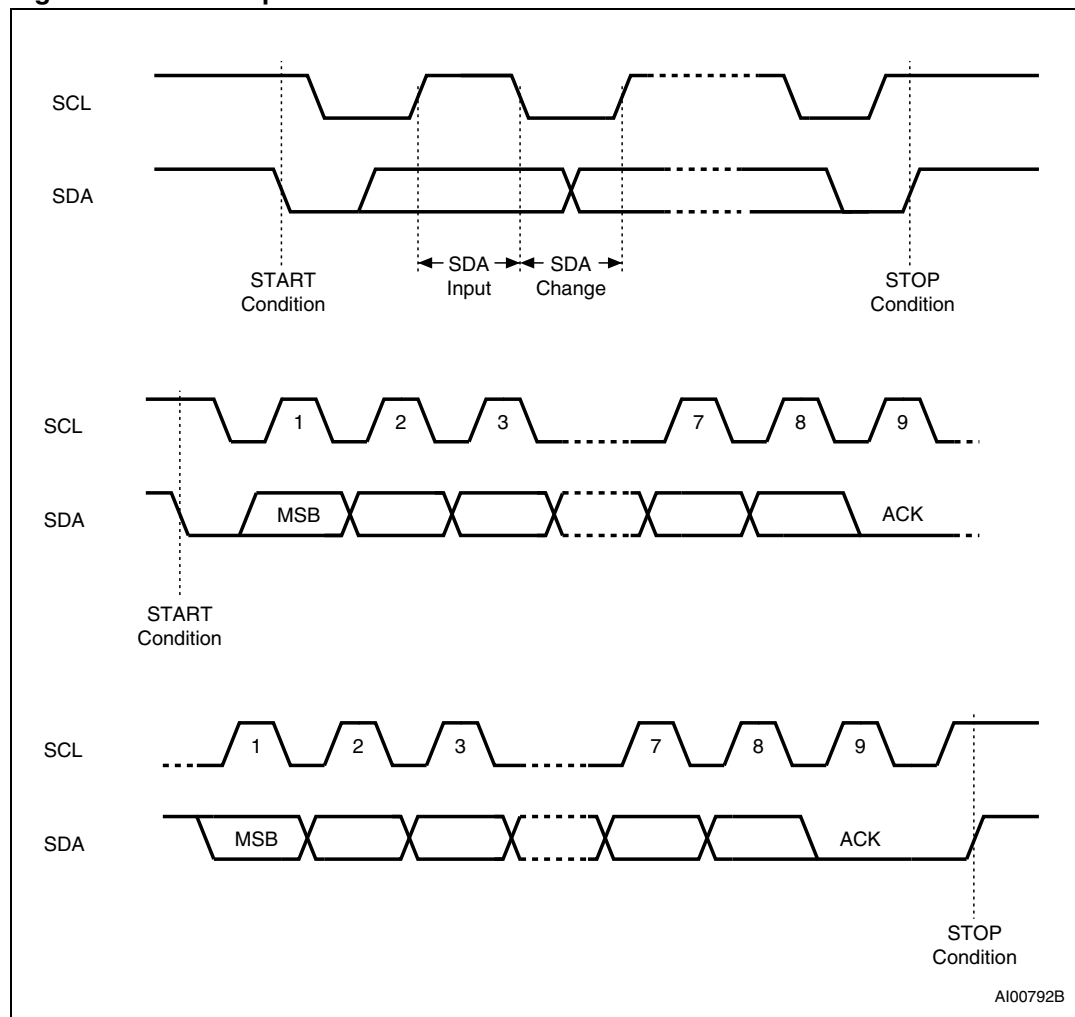 SCL
SDA
START
Condition
SDA
Input
SDA
Change
STOP
Condition
SCL
1 2 3 7 8 9
SDA
MSB ACK
START
Condition
SCL
1 2 3 7 8 9
SDA
MSB ACK
STOP
Condition
AI00792B